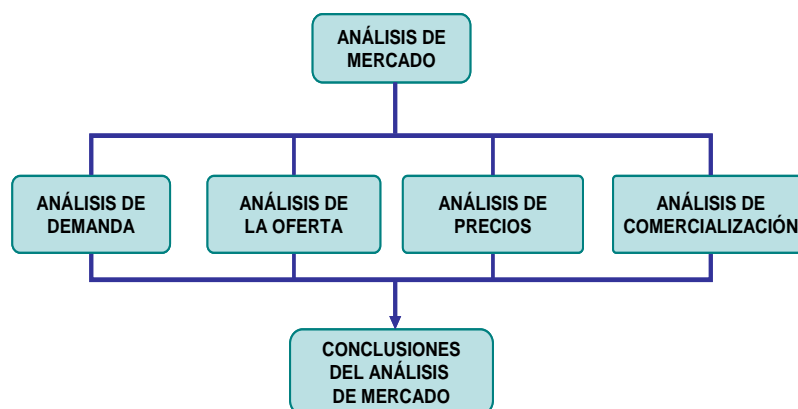 ANÁLISIS DE
MERCADO
ANÁLISIS DE
DEMANDA
ANÁLISIS DE
LA OFERTA
ANÁLISIS DE
PRECIOS
ANÁLISIS DE
COMERCIALIZACIÓN
CONCLUSIONES
DEL ANÁLISIS
DE MERCADO